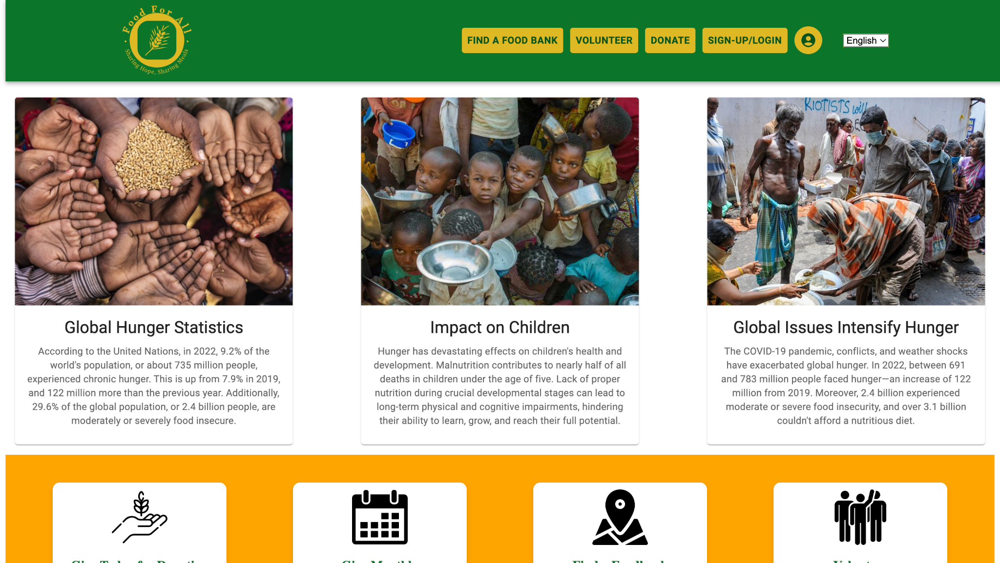 Food For All
Sharing Hope, Sharing Meals
FIND A FOOD BANK
VOLUNTEER
DONATE
SIGN-UP/LOGIN
English
RIOTISTS will
Global Hunger Statistics
According to the United Nations, in 2022, 9.2% of the
world's population, or about 735 million people,
experienced chronic hunger. This is up from 7.9% in 2019,
and 122 million more than the previous year. Additionally,
29.6% of the global population, or 2.4 billion people, are
moderately or severely food insecure.
Impact on Children
Hunger has devastating effects on children's health and
development. Malnutrition contributes to nearly half of all
deaths in children under the age of five. Lack of proper
nutrition during crucial developmental stages can lead to
long-term physical and cognitive impairments, hindering
their ability to learn, grow, and reach their full potential.
Global Issues Intensify Hunger
The COVID-19 pandemic, conflicts, and weather shocks
have exacerbated global hunger. In 2022, between 691
and 783 million people faced hunger—an increase of 122
million from 2019. Moreover, 2.4 billion experienced
moderate or severe food insecurity, and over 3.1 billion
couldn't afford a nutritious diet.